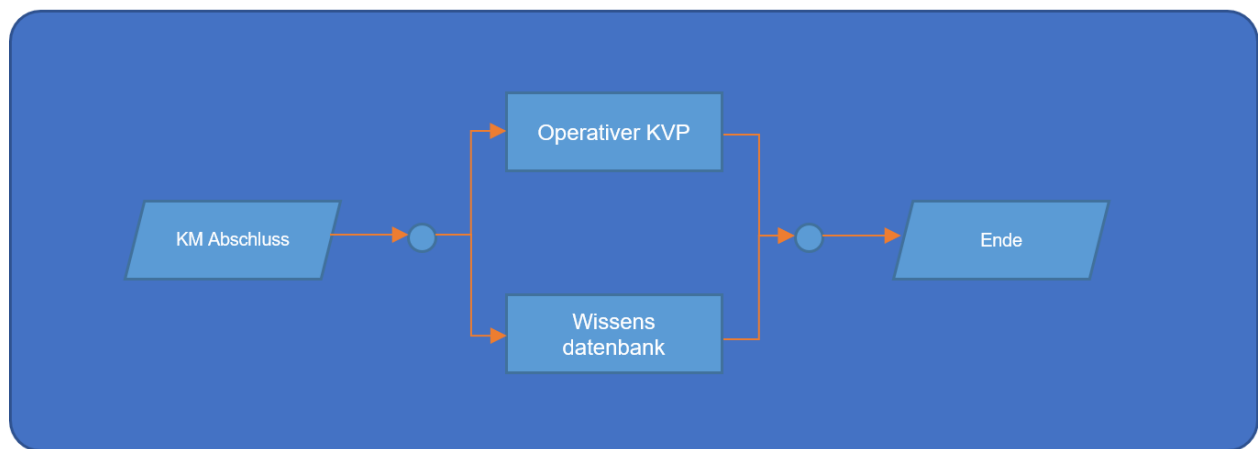 Operativer KVP
KM Abschluss
Ende
Wissens
datenbank